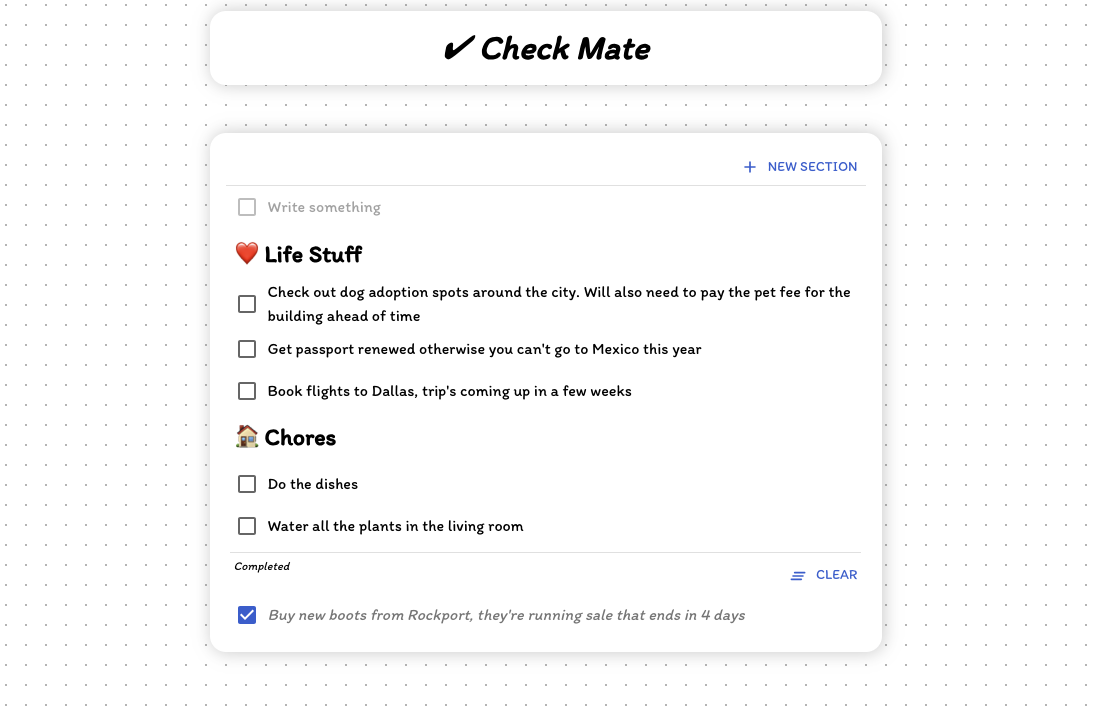 ✔ Check Mate
+ NEW SECTION
Write something
❤️ Life Stuff
Check out dog adoption spots around the city. Will also need to pay the pet fee for the
building ahead of time
Get passport renewed otherwise you can't go to Mexico this year
Book flights to Dallas, trip's coming up in a few weeks
🏠 Chores
Do the dishes
Water all the plants in the living room
Completed
CLEAR
Buy new boots from Rockport, they're running sale that ends in 4 days